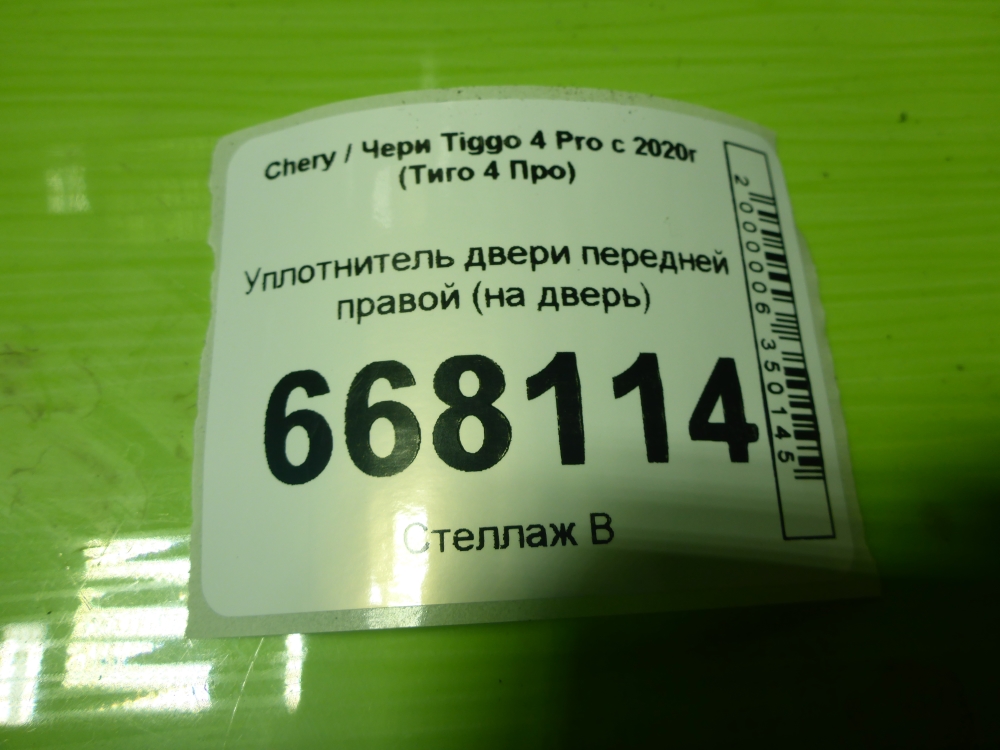 Chery / Чери Tiggo 4 Pro с 2020г
(Тиго 4 Про)
Уплотнитель двери передней
правой (на дверь)
668114
Стеллаж В
2000006350145